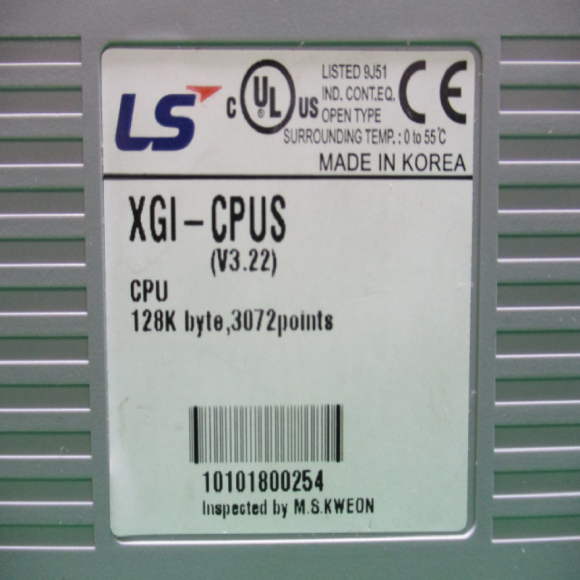 LS
C UL US
LISTED 9J51
IND. CONT.EQ.
OPEN TYPE
CE
SURROUNDING TEMP. : 0 to 55℃
MADE IN KOREA
XGI-CPUS
(V3.22)
CPU
128K byte,3072points
10101800254
Inspected by M.S.KWEON